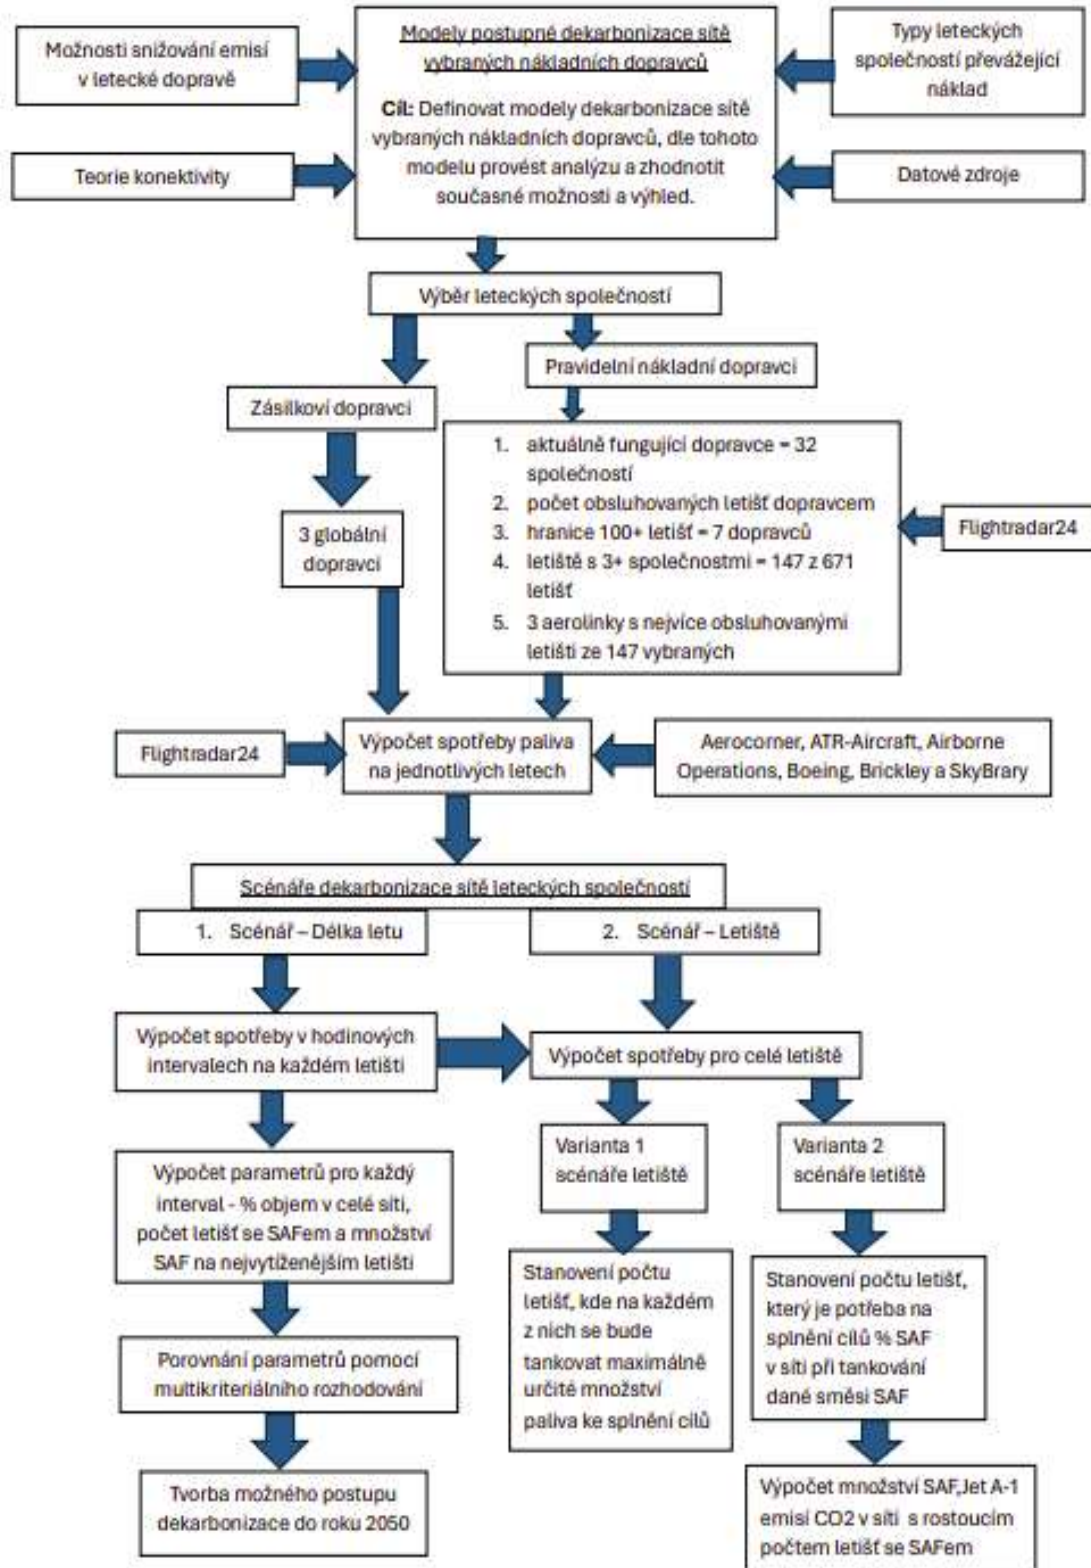 Možnosti snižování emisí
v letecké dopravě
Modely postupné dekarbonizace sítě
vybraných nákladních dopravců
Cíl: Definovat modely dekarbonizace sítě
vybraných nákladních dopravců, dle tohoto
modelu provést analýzu a zhodnotit
současné možnosti a výhled.
Typy leteckých
společností převážející
náklad
Teorie konektivity
Datové zdroje
Výběr leteckých společností
Pravidelní nákladní dopravci
Zásilkoví dopravci
1. aktuálně fungující dopravce = 32
společností
2. počet obsluhovaných letišť dopravcem
3. hranice 100+ letišť = 7 dopravců
4. letiště s 3+ společnostmi = 147 z 671
letišť
5. 3 aerolinky s nejvíce obsluhovanými
letišti ze 147 vybraných
Flightradar24
3 globální
dopravci
Flightradar24
Výpočet spotřeby paliva
na jednotlivých letech
Aerocorner, ATR-Aircraft, Airborne
Operations, Boeing, Brickley a SkyBrary
Scénáře dekarbonizace sítě leteckých společností
1. Scénář – Délka letu
2. Scénář – Letiště
Výpočet spotřeby v hodinových
intervalech na každém letišti
Výpočet spotřeby pro celé letiště
Varianta 1
scénáře letiště
Varianta 2
scénáře letiště
Výpočet parametrů pro každý
interval - % objem v celé síti,
počet letišť se SAFem a množství
SAF na nejvytíženějším letišti
Stanovení počtu
letišť, kde na každém
z nich se bude
tankovat maximálně
určité množství
paliva ke splnění cílů
Stanovení počtu letišť,
který je potřeba na
splnění cílů % SAF
v síti při tankování
dané směsi SAF
Porovnání parametrů pomocí
multikriteriálního rozhodování
Tvorba možného postupu
dekarbonizace do roku 2050
Výpočet množství SAF,Jet A-1
emisí CO2 v síti s rostoucím
počtem letišť se SAFem